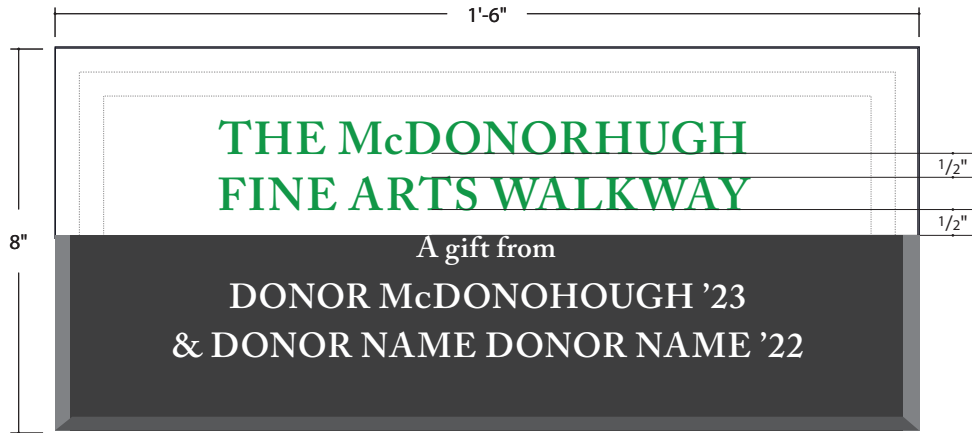 1'-6"
THE McDONORHUGH
1/2"
FINE ARTS WALKWAY
1/2"
8"
A gift from
DONOR McDONOHOUGH ’23
& DONOR NAME DONOR NAME ’22